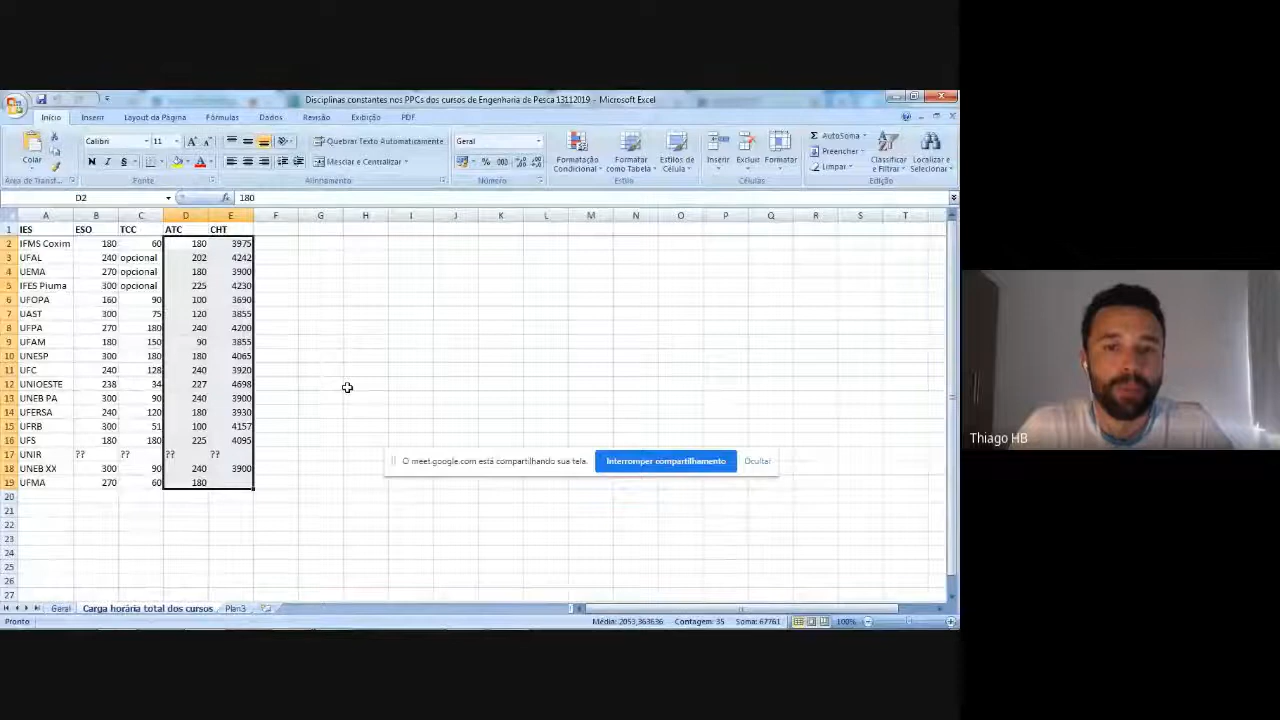 Disciplinas constantes nos PPCs dos cursos de Engenharia de Pesca 13112019 - Microsoft Excel
Início Inserir Layout da Página Fórmulas Dados Revisão Exibição PDF
Colar
Calibri 11
Quebrar Texto Automaticamente
Geral
Formatação Condicional
Formatar como Tabela
Estilos de Célula
Inserir Excluir Formatar
AutoSoma
Preencher
Limpar
Classificar e Filtrar
Localizar e Selecionar
N I S
Mesclar e Centralizar
% 000
Área de Transf... Fonte Alinhamento Número Estilo Células Edição
D2 fx 180
A B C D E F G H I J K L M N O P Q R S T
1 IES ESO TCC ATC CHT
2 IFMS Coxim 180 60 180 3975
3 UFAL 240 opcional 202 4242
4 UEMA 270 opcional 180 3900
5 IFES Piuma 300 opcional 225 4230
6 UFOPA 160 90 100 3690
7 UAST 300 75 120 3855
8 UFPA 270 180 240 4200
9 UFAM 180 150 90 3855
10 UNESP 300 180 180 4065
11 UFC 240 128 240 3920
12 UNIOESTE 238 34 227 4698
13 UNEB PA 300 90 240 3900
14 UFERSA 240 120 180 3930
15 UFRB 300 51 100 4157
16 UFS 180 180 225 4095
17 UNIR ?? ?? ?? ??
18 UNEB XX 300 90 240 3900
19 UFMA 270 60 180
20
21
22
23
24
25
26
27
O meet.google.com está compartilhando sua tela. Interromper compartilhamento Ocultar
Geral Carga horária total dos cursos Plan3
Pronto Média: 2053,363636 Contagem: 35 Soma: 67761 100%
Thiago HB